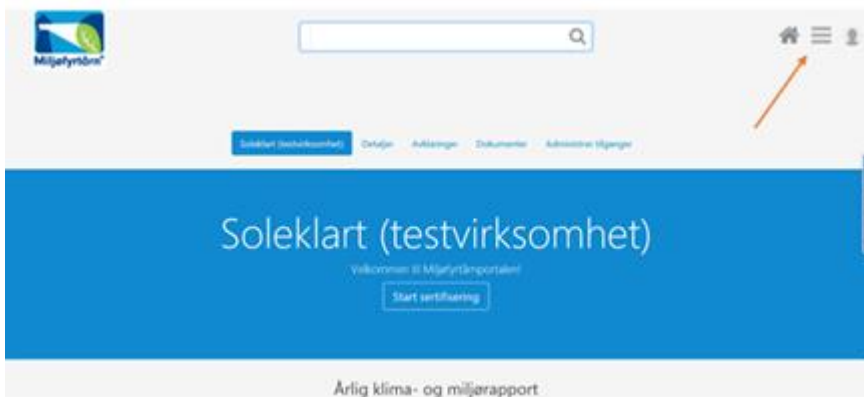 Miljøfyrtårn®
Soleklart (testvirksomhet) Detaljer Avklaringer Dokumenter Administrer tilganger
Soleklart (testvirksomhet)
Velkommen til Miljøfyrtårnportalen!
Start sertifisering
Årlig klima- og miljørapport